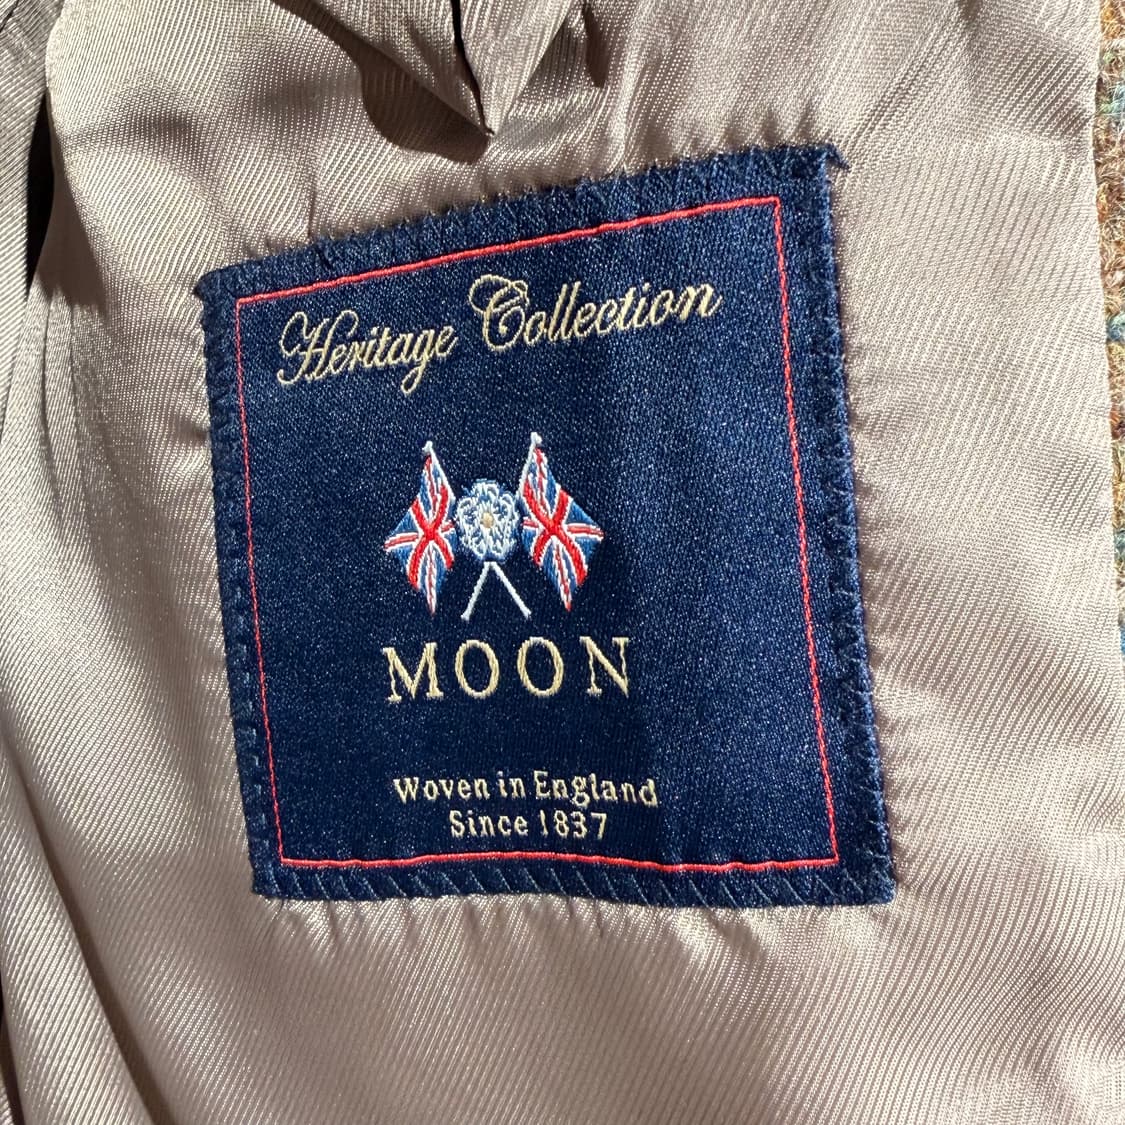 Heritage Collection
MOON
Woven in England
Since 1837